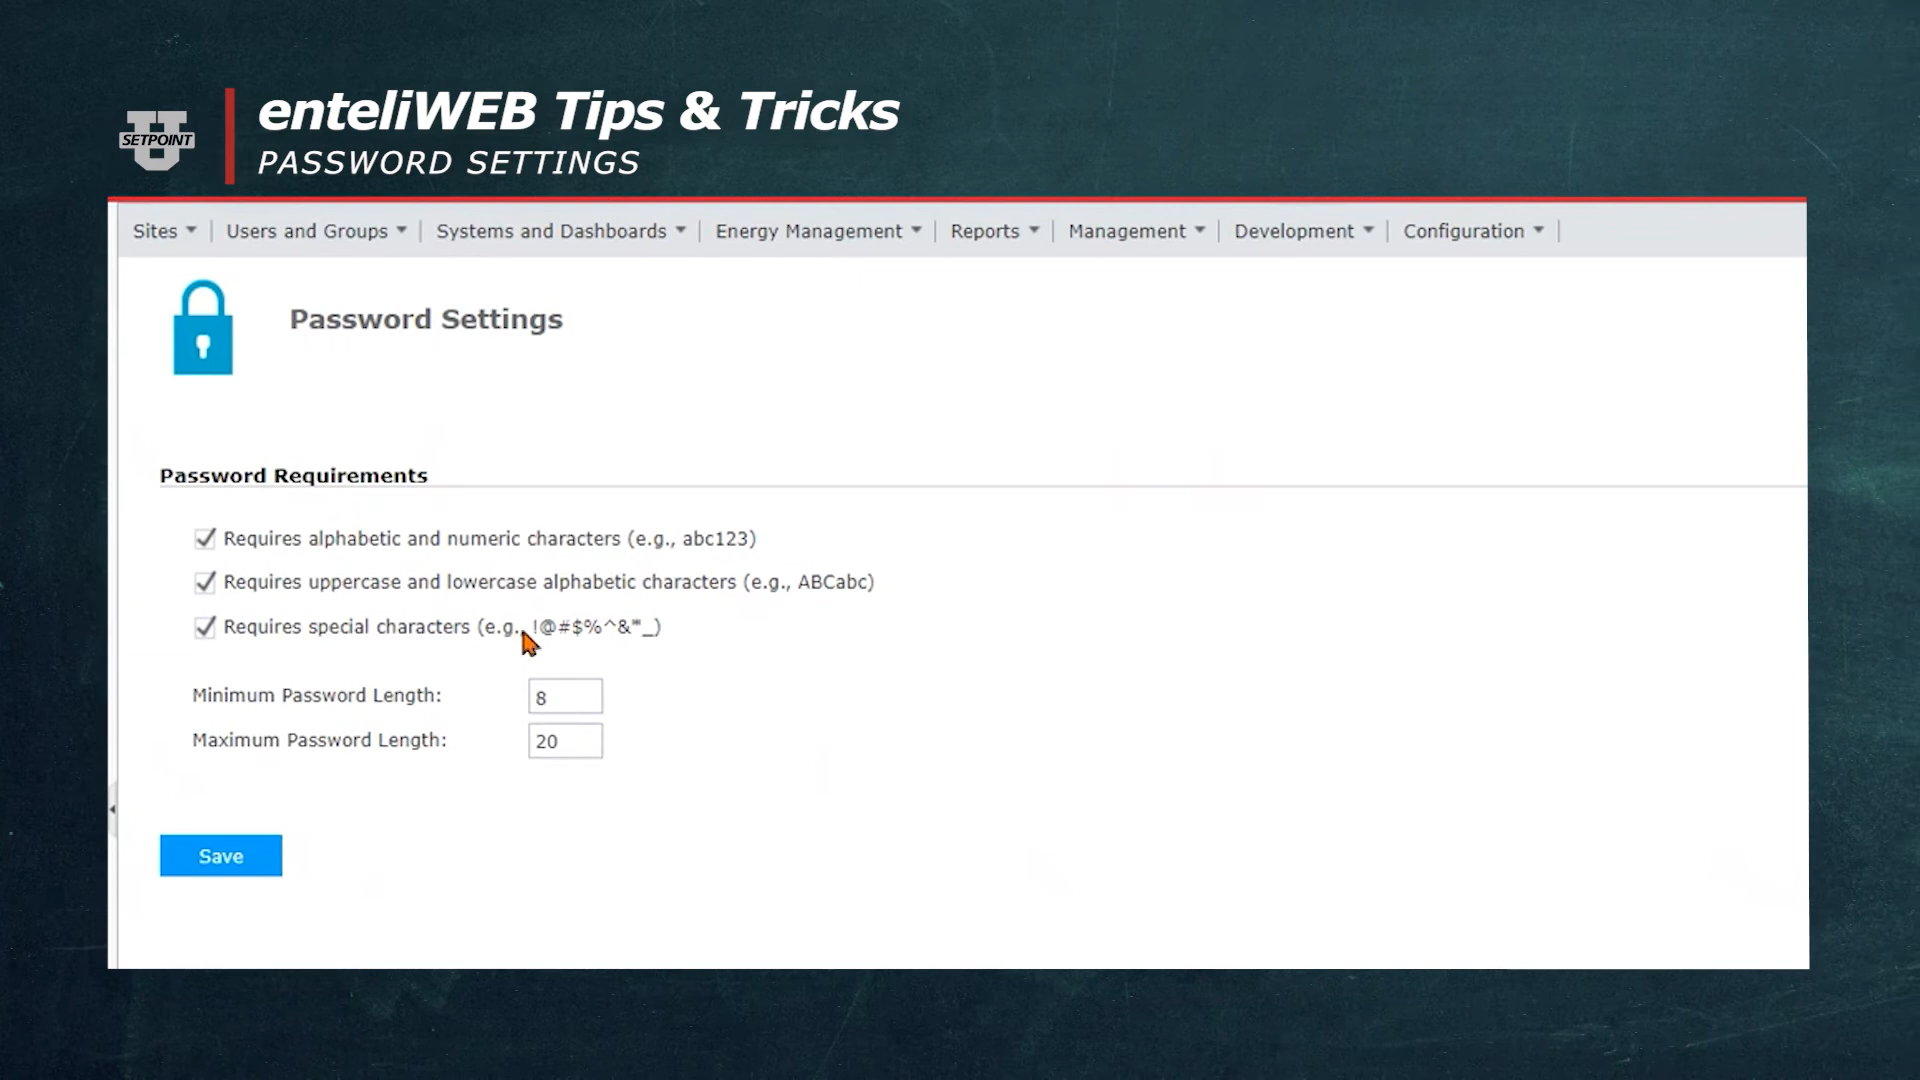 enteliWEB Tips & Tricks
SETPOINT
U
PASSWORD SETTINGS
Sites Users and Groups Systems and Dashboards Energy Management Reports Management Development Configuration
Password Settings
Password Requirements
Requires alphabetic and numeric characters (e.g., abc123)
Requires uppercase and lowercase alphabetic characters (e.g., ABCabc)
Requires special characters (e.g., !@#$%^&*_)
Minimum Password Length: 8
Maximum Password Length: 20
Save